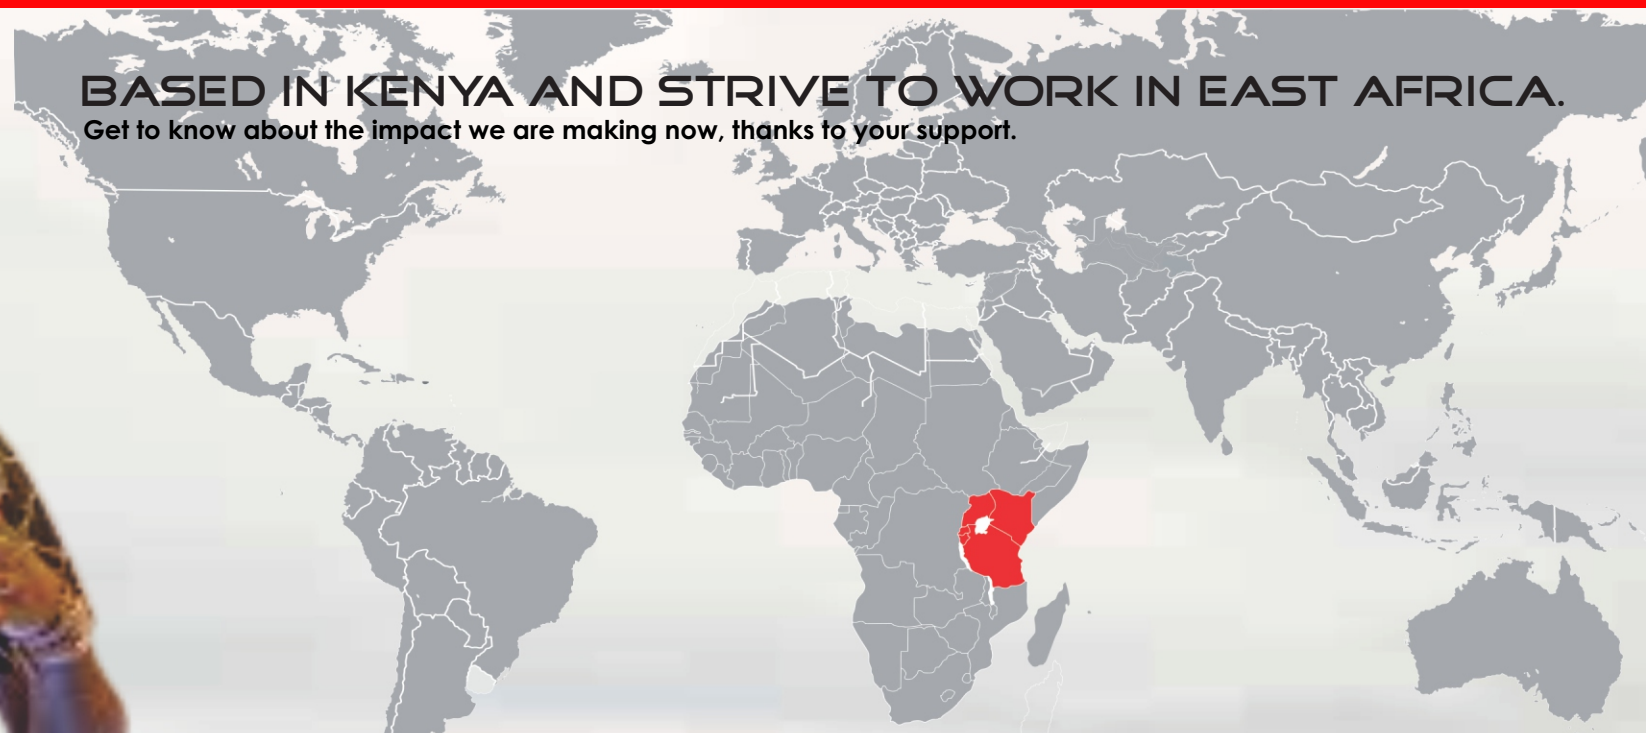 BASED IN KENYA AND STRIVE TO WORK IN EAST AFRICA.
Get to know about the impact we are making now, thanks to your support.